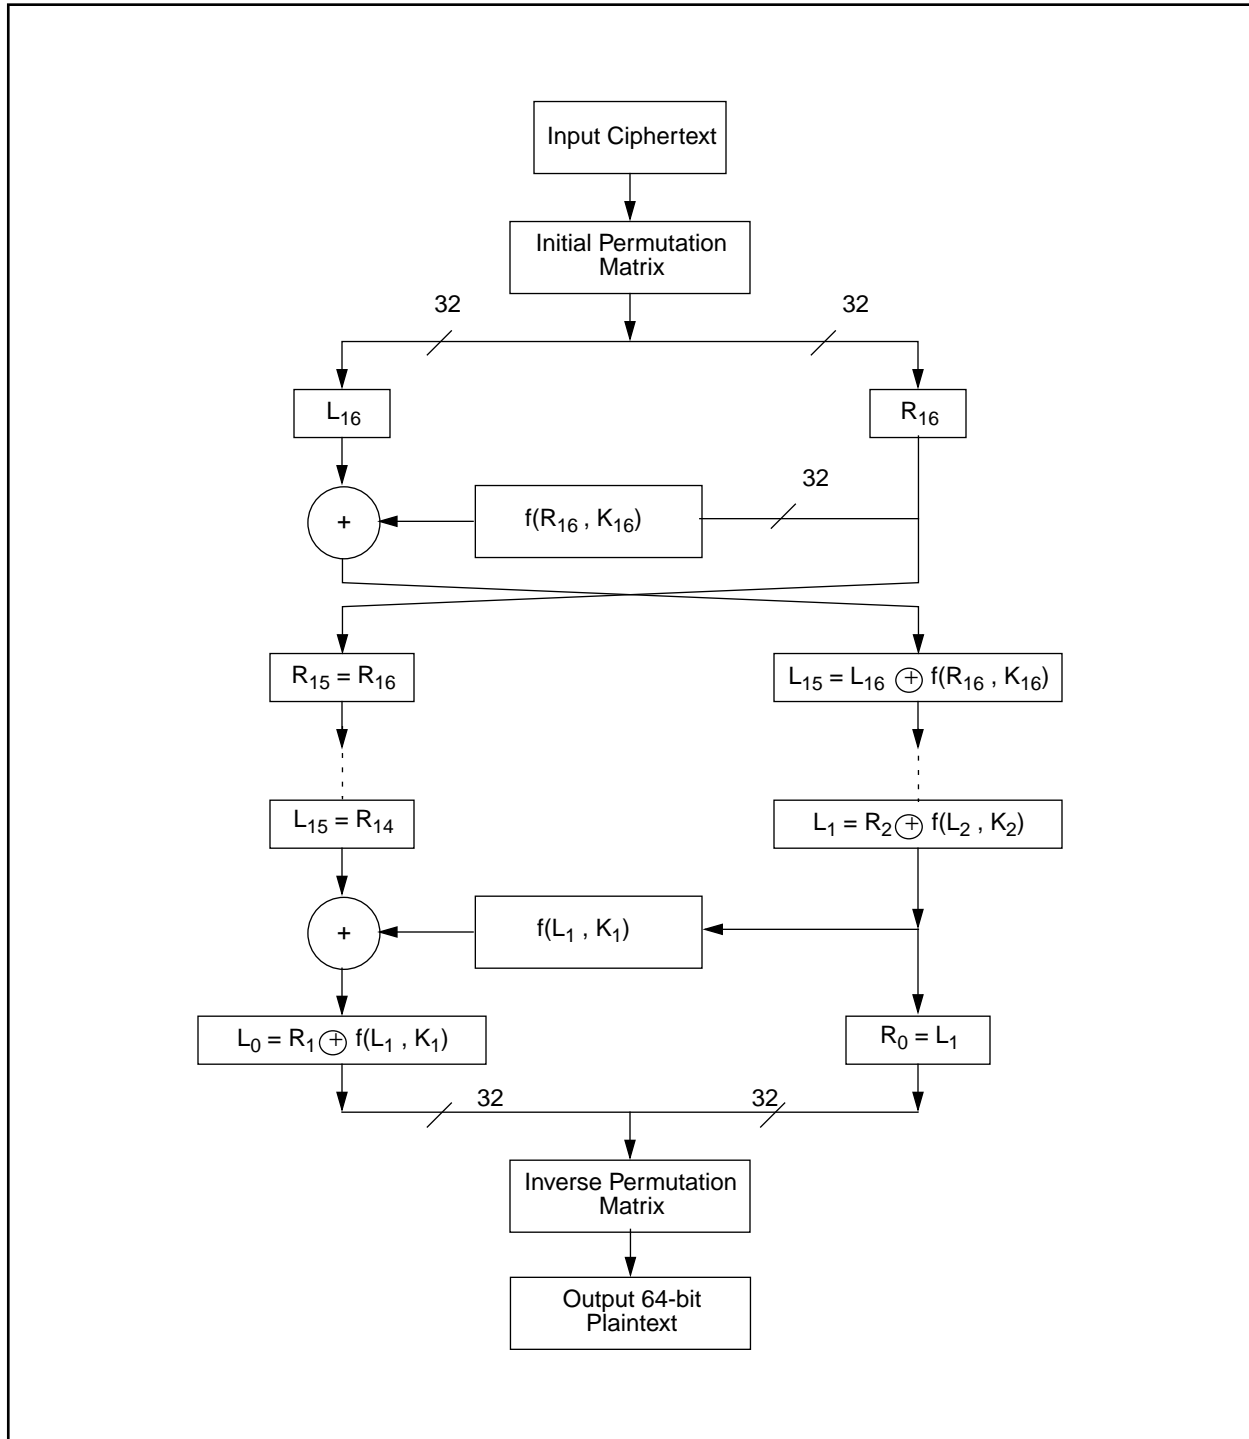 Input Ciphertext
Initial Permutation
Matrix
32
32
L16
R16
32
+
f(R16 , K16)
R15 = R16
L15 = L16 ⊕ f(R16 , K16)
L15 = R14
L1 = R2 ⊕ f(L2 , K2)
+
f(L1 , K1)
L0 = R1 ⊕ f(L1 , K1)
R0 = L1
32
32
Inverse Permutation
Matrix
Output 64-bit
Plaintext